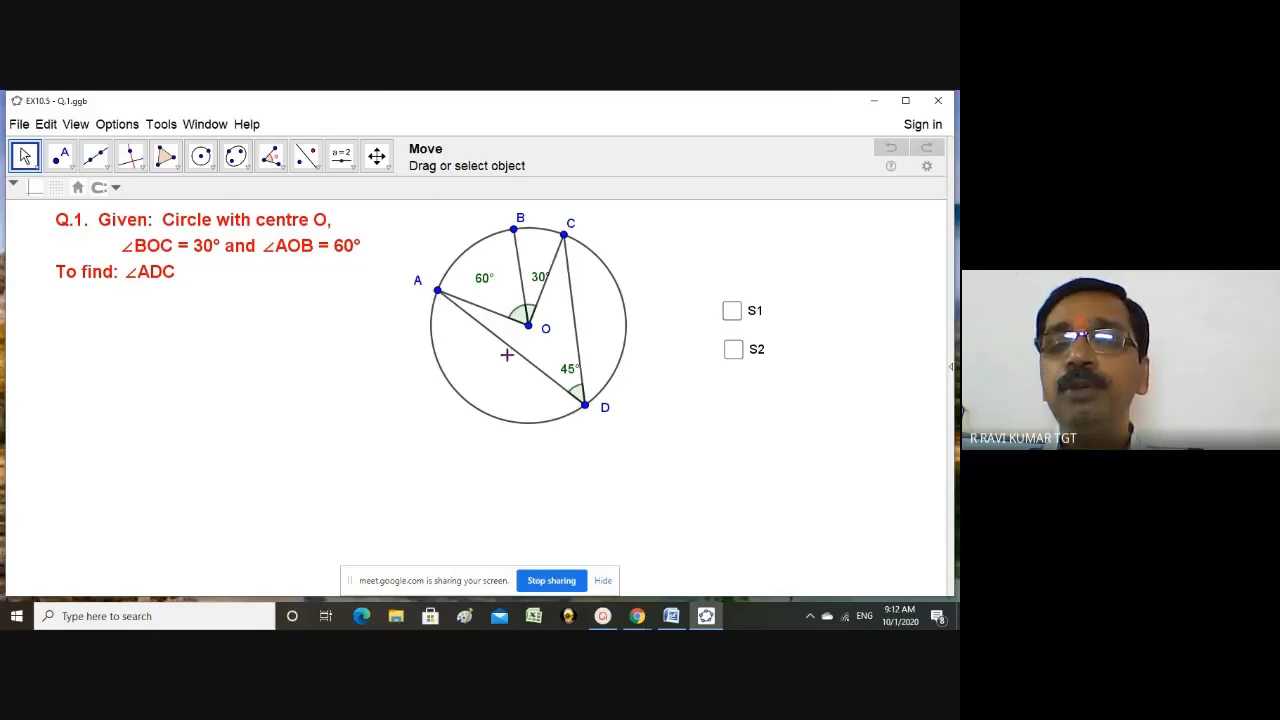 EX10.5 - Q.1.ggb
File Edit View Options Tools Window Help
Sign in
A
a=2
Move
Drag or select object
Q.1. Given: Circle with centre O,
∠BOC = 30° and ∠AOB = 60°
To find: ∠ADC
B
C
A
60°
30°
O
45°
D
S1
S2
R RAVI KUMAR TGT
meet.google.com is sharing your screen.
Stop sharing
Hide
Type here to search
ENG
9:12 AM
10/1/2020
8